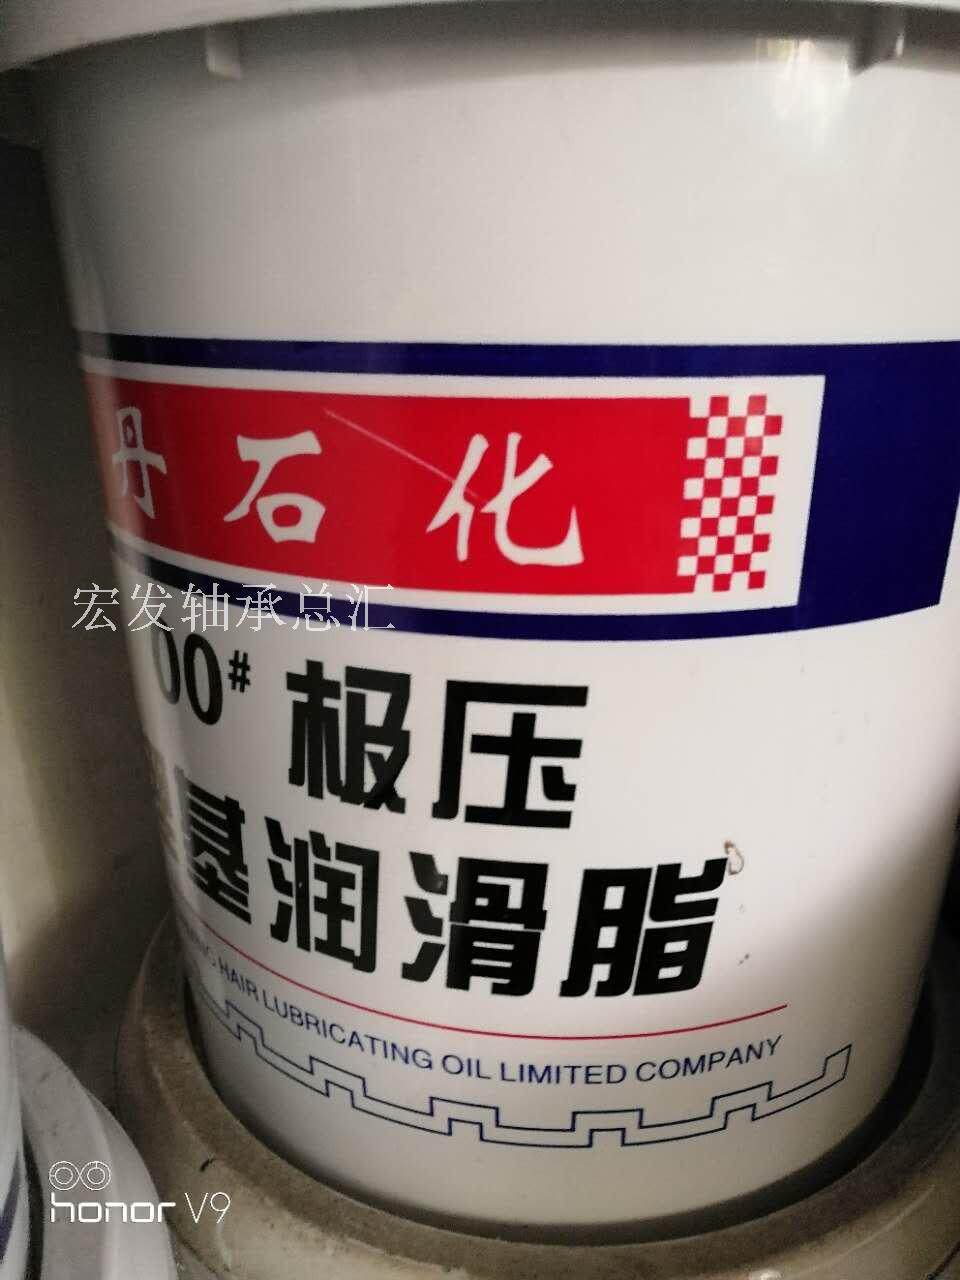 丹石化
宏发轴承总汇
00# 极压
基润滑脂
HAIR LUBRICATING OIL LIMITED COMPANY
honor V9